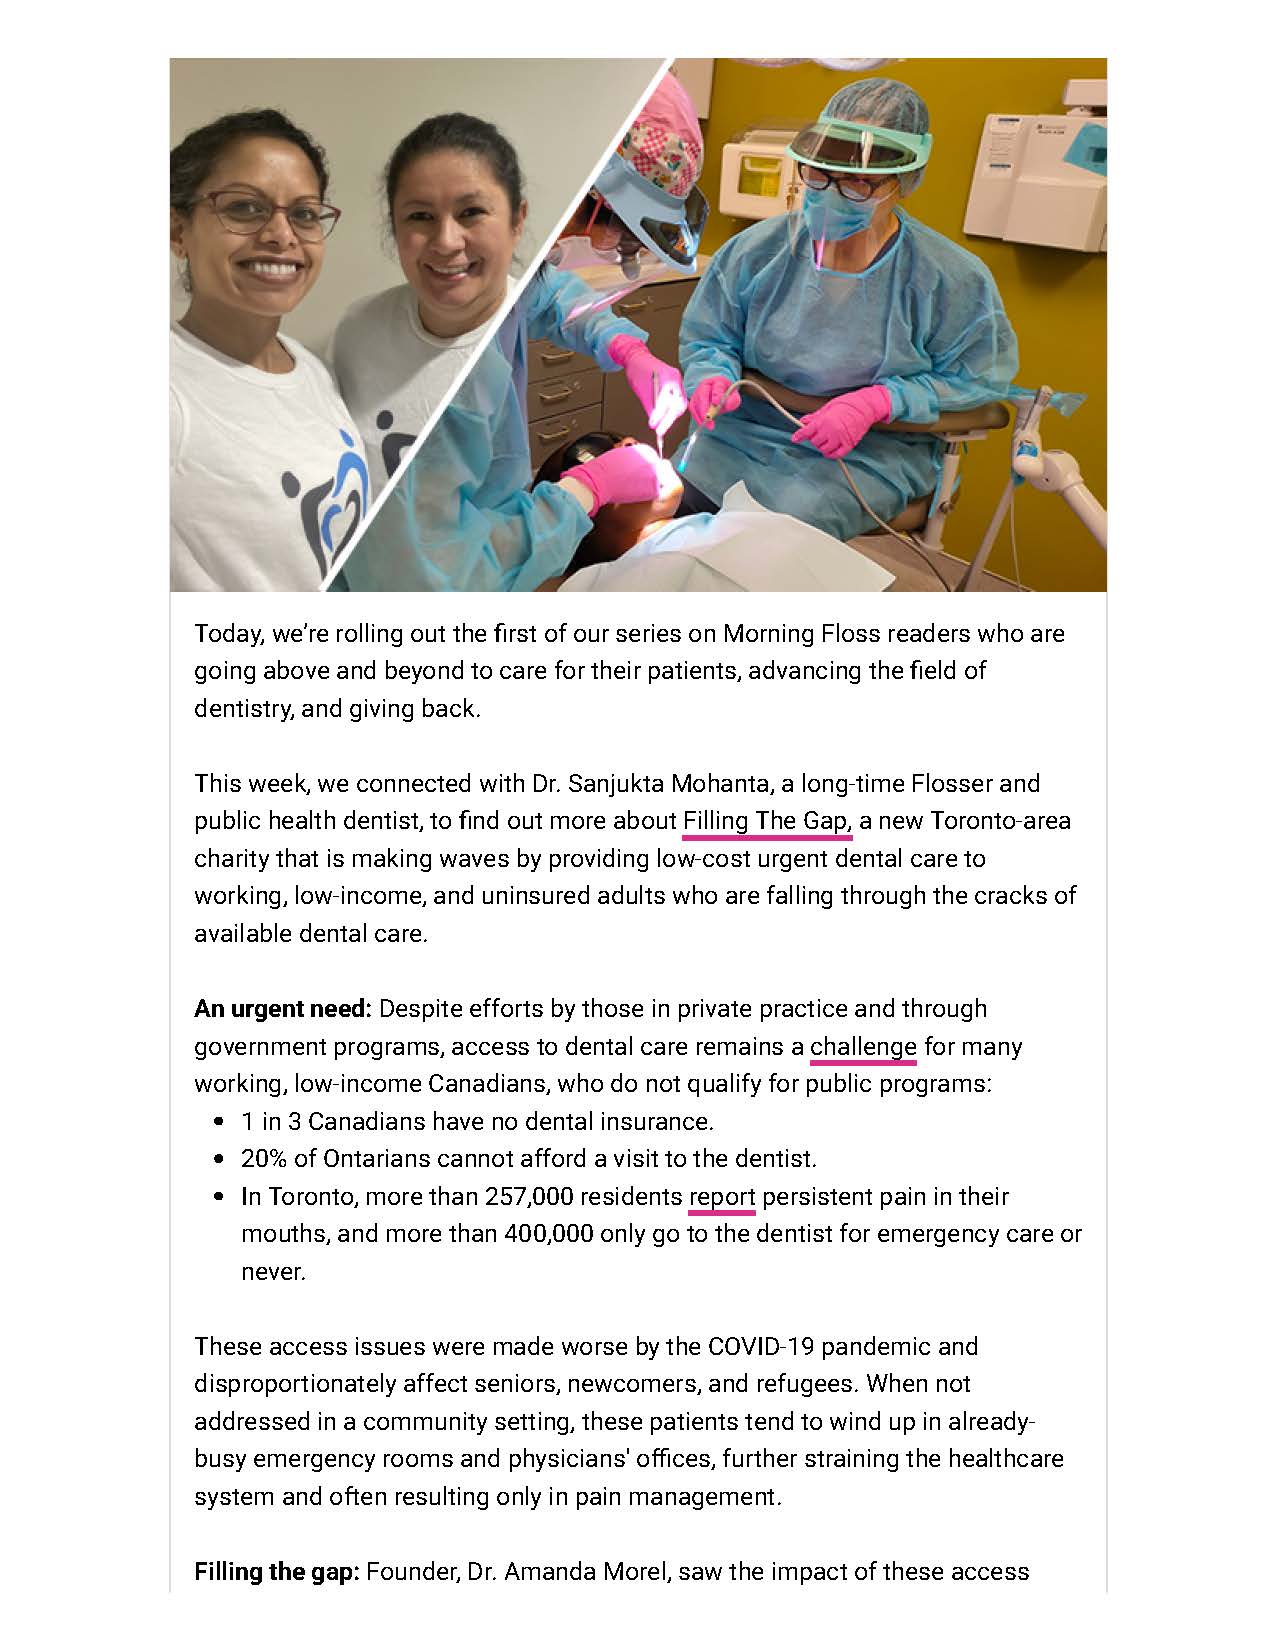 Today, we’re rolling out the first of our series on Morning Floss readers who are
going above and beyond to care for their patients, advancing the field of
dentistry, and giving back.
This week, we connected with Dr. Sanjukta Mohanta, a long-time Flosser and
public health dentist, to find out more about Filling The Gap, a new Toronto-area
charity that is making waves by providing low-cost urgent dental care to
working, low-income, and uninsured adults who are falling through the cracks of
available dental care.
An urgent need: Despite efforts by those in private practice and through
government programs, access to dental care remains a challenge for many
working, low-income Canadians, who do not qualify for public programs:
• 1 in 3 Canadians have no dental insurance.
• 20% of Ontarians cannot afford a visit to the dentist.
• In Toronto, more than 257,000 residents report persistent pain in their
mouths, and more than 400,000 only go to the dentist for emergency care or
never.
These access issues were made worse by the COVID-19 pandemic and
disproportionately affect seniors, newcomers, and refugees. When not
addressed in a community setting, these patients tend to wind up in already-
busy emergency rooms and physicians' offices, further straining the healthcare
system and often resulting only in pain management.
Filling the gap: Founder, Dr. Amanda Morel, saw the impact of these access